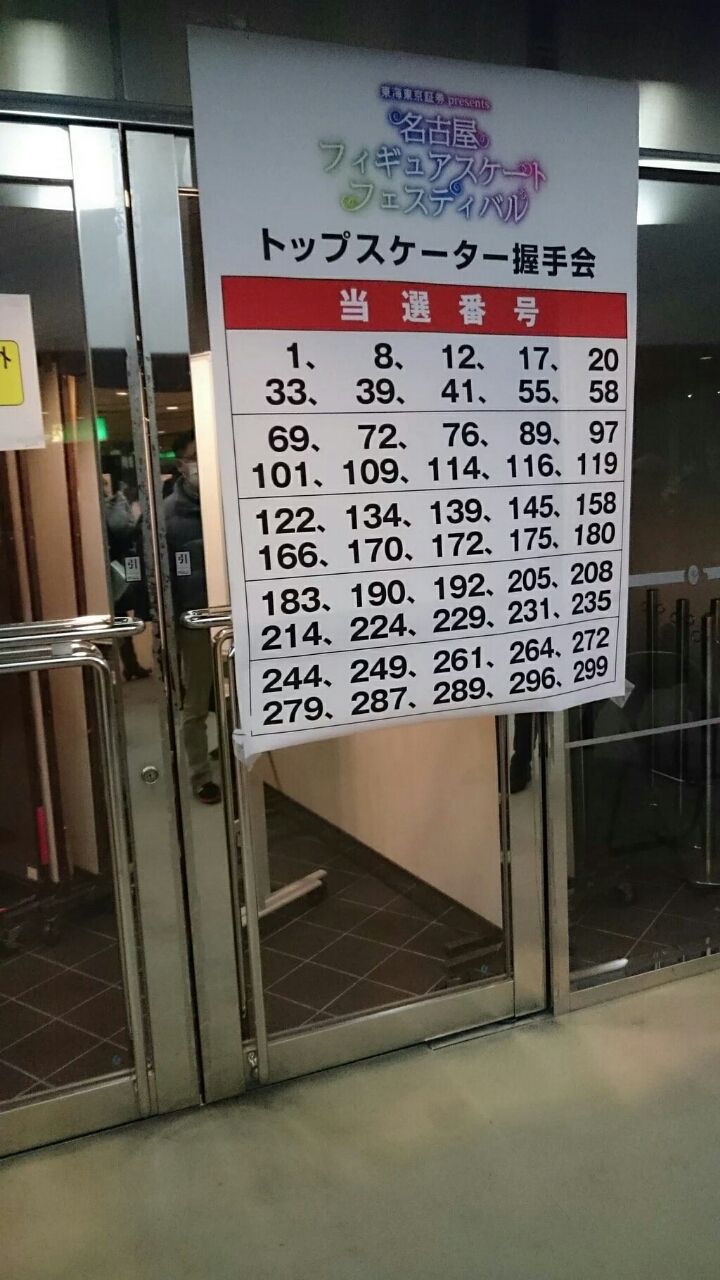 東海東京証券 presents
名古屋
フィギュアスケート
フェスティバル
トップスケーター握手会
当選番号
1、 8、 12、 17、 20
33、 39、 41、 55、 58
69、 72、 76、 89、 97
101、 109、 114、 116、 119
122、 134、 139、 145、 158
166、 170、 172、 175、 180
183、 190、 192、 205、 208
214、 224、 229、 231、 235
244、 249、 261、 264、 272
279、 287、 289、 296、 299
引
引